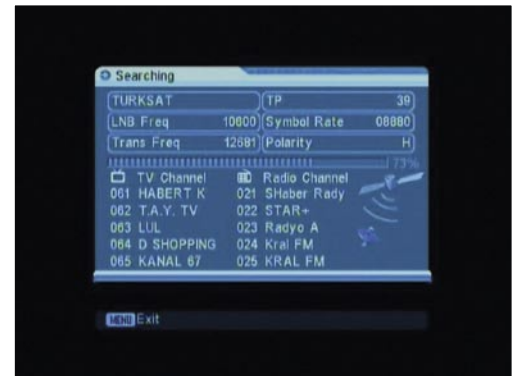 Searching
TURKSAT TP 39
LNB Freq 10600 Symbol Rate 08880
Trans Freq 12681 Polarity H
73%
TV Channel Radio Channel
061 HABERT K 021 SHaber Rady
062 T.A.Y. TV 022 STAR+
063 LUL 023 Radyo A
064 D SHOPPING 024 Kral FM
065 KANAL 67 025 KRAL FM
MENU Exit